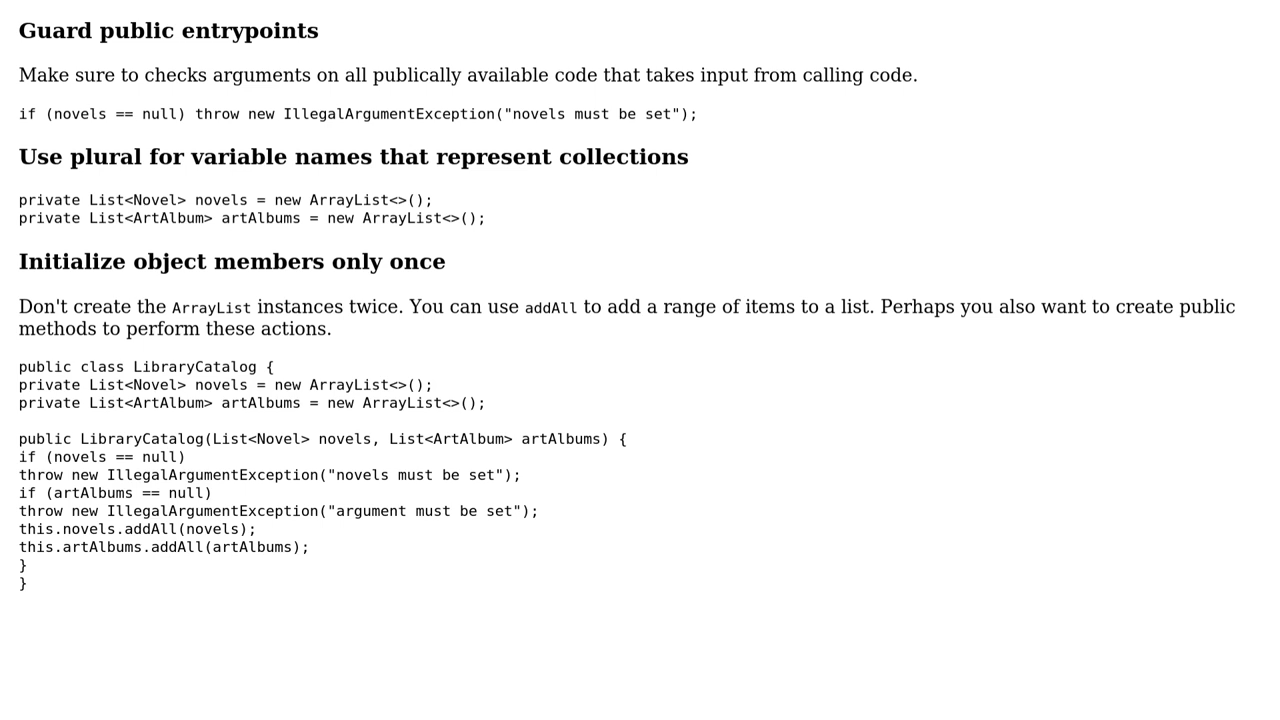 Guard public entrypoints
Make sure to checks arguments on all publically available code that takes input from calling code.
if (novels == null) throw new IllegalArgumentException("novels must be set");
Use plural for variable names that represent collections
private List<Novel> novels = new ArrayList<>();
private List<ArtAlbum> artAlbums = new ArrayList<>();
Initialize object members only once
Don't create the ArrayList instances twice. You can use addAll to add a range of items to a list. Perhaps you also want to create public
methods to perform these actions.
public class LibraryCatalog {
private List<Novel> novels = new ArrayList<>();
private List<ArtAlbum> artAlbums = new ArrayList<>();
public LibraryCatalog(List<Novel> novels, List<ArtAlbum> artAlbums) {
if (novels == null)
throw new IllegalArgumentException("novels must be set");
if (artAlbums == null)
throw new IllegalArgumentException("argument must be set");
this.novels.addAll(novels);
this.artAlbums.addAll(artAlbums);
}
}